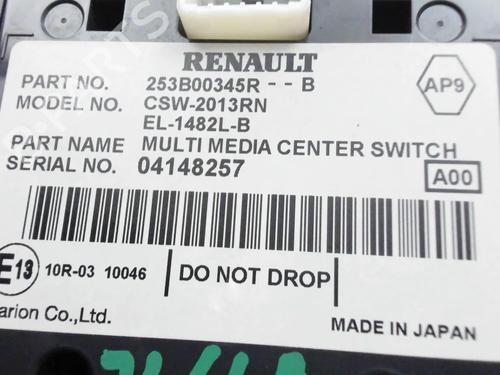 RENAULT
PART NO. 253B00345R - - B
MODEL NO. CSW-2013RN
EL-1482L-B
AP9
PART NAME MULTI MEDIA CENTER SWITCH
SERIAL NO. 04148257
A00
E13 10R-03 10046
DO NOT DROP
arion Co.,Ltd.
MADE IN JAPAN